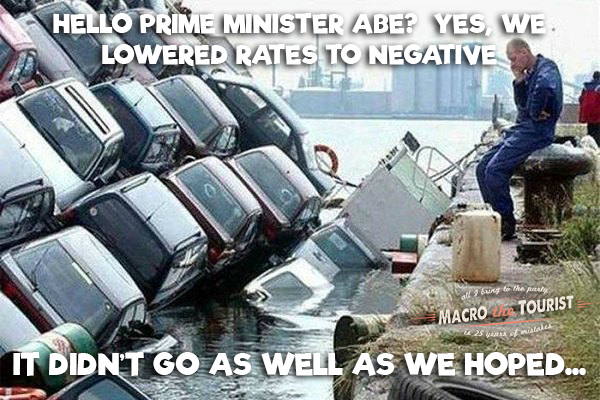 HELLO PRIME MINISTER ABE? YES, WE
LOWERED RATES TO NEGATIVE
all I bring to the party
MACRO the TOURIST
is 25 years of mistakes
IT DIDN'T GO AS WELL AS WE HOPED...